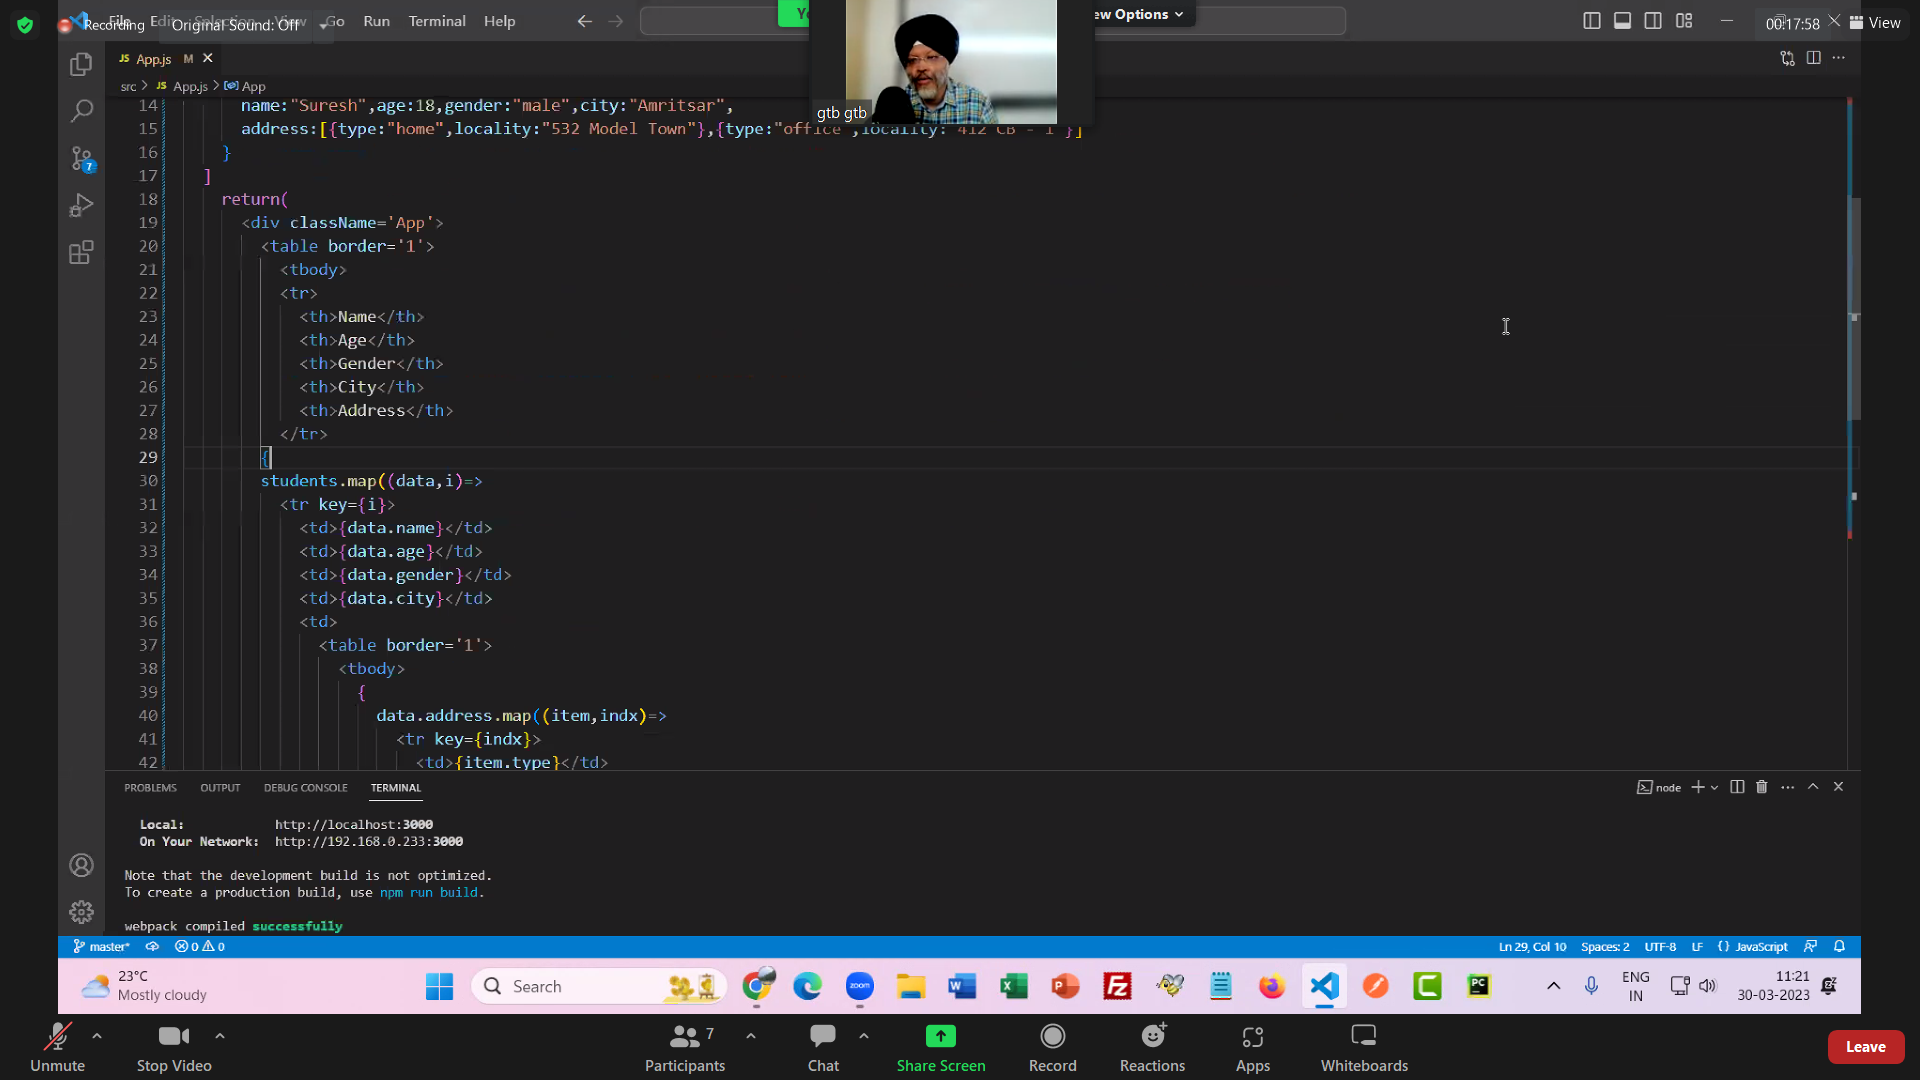 File Edit Selection View Go Run Terminal Help
Recording
Original Sound: Off
ew Options
00:17:58
View
JS App.js M
src > JS App.js > App
gtb gtb
14 name:"Suresh",age:18,gender:"male",city:"Amritsar",
15 address:[{type:"home",locality:"532 Model Town"},{type:"office",locality:"412 CB - 1"}]
16 }
17 ]
18 return(
19 <div className='App'>
20 <table border='1'>
21 <tbody>
22 <tr>
23 <th>Name</th>
24 <th>Age</th>
25 <th>Gender</th>
26 <th>City</th>
27 <th>Address</th>
28 </tr>
29 {
30 students.map((data,i)=>
31 <tr key={i}>
32 <td>{data.name}</td>
33 <td>{data.age}</td>
34 <td>{data.gender}</td>
35 <td>{data.city}</td>
36 <td>
37 <table border='1'>
38 <tbody>
39 {
40 data.address.map((item,indx)=>
41 <tr key={indx}>
42 <td>{item.type}</td>
7
PROBLEMS OUTPUT DEBUG CONSOLE TERMINAL
node
Local: http://localhost:3000
On Your Network: http://192.168.0.233:3000
Note that the development build is not optimized.
To create a production build, use npm run build.
webpack compiled successfully
master* 0 0
Ln 29, Col 10 Spaces: 2 UTF-8 LF {} JavaScript
23°C
Mostly cloudy
Search
zoom
PC
ENG
IN
11:21
30-03-2023
Unmute
Stop Video
Participants 7
Chat
Share Screen
Record
Reactions
Apps
Whiteboards
Leave